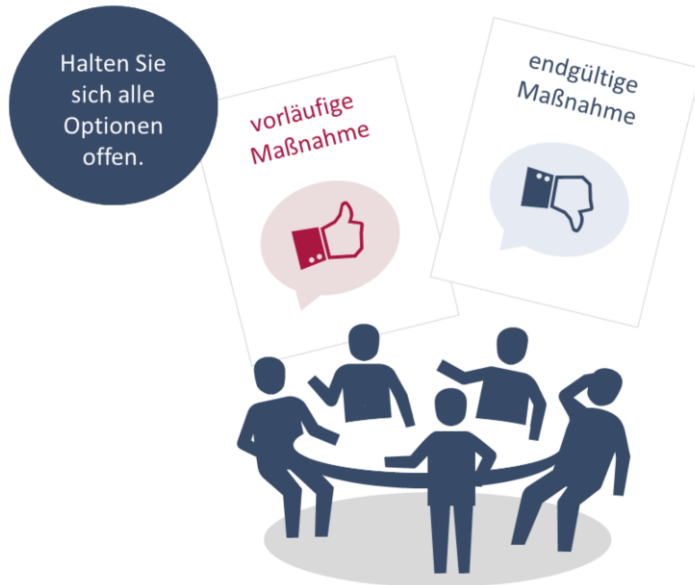 Halten Sie
sich alle
Optionen
offen.
vorläufige
Maßnahme
endgültige
Maßnahme